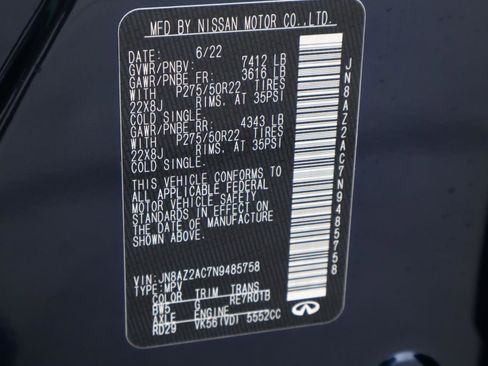 MFD BY NISSAN MOTOR CO.,LTD.
DATE: 6/22
GVWR/PNBV: 7412 LB
GAWR/PNBE FR: 3616 LB
WITH P275/50R22 TIRES
22X8J RIMS, AT 35PSI
COLD SINGLE.
GAWR/PNBE RR: 4343 LB
WITH P275/50R22 TIRES
22X8J RIMS, AT 35PSI
COLD SINGLE.
THIS VEHICLE CONFORMS TO
ALL APPLICABLE FEDERAL
MOTOR VEHICLE SAFETY
STANDARDS IN EFFECT ON
THE DATE OF MANUFACTURE
SHOWN ABOVE.
VIN: JN8AZ2AC7N9485758
TYPE: MPV
COLOR TRIM TRANS
BW5 G RE7R01B
AXLE ENGINE
RD29 VK56(VD) 5552CC
JN8AZ2AC7N9485758